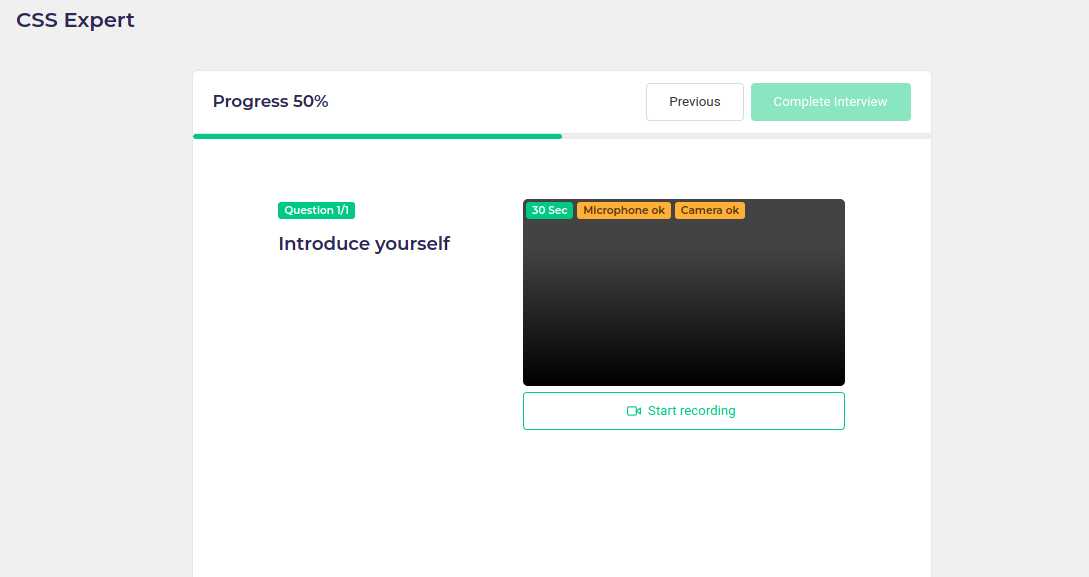 CSS Expert
Progress 50%
Previous
Complete Interview
Question 1/1
Introduce yourself
30 Sec
Microphone ok
Camera ok
Start recording